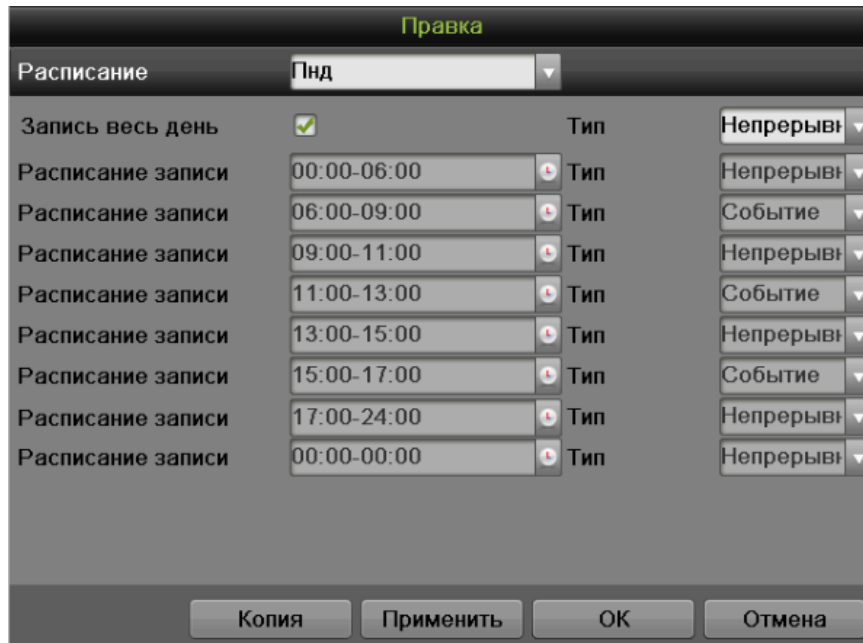 Правка
Расписание Пнд
Запись весь день Тип Непрерывн
Расписание записи 00:00-06:00 Тип Непрерывн
Расписание записи 06:00-09:00 Тип Событие
Расписание записи 09:00-11:00 Тип Непрерывн
Расписание записи 11:00-13:00 Тип Событие
Расписание записи 13:00-15:00 Тип Непрерывн
Расписание записи 15:00-17:00 Тип Событие
Расписание записи 17:00-24:00 Тип Непрерывн
Расписание записи 00:00-00:00 Тип Непрерывн
Копия Применить OK Отмена